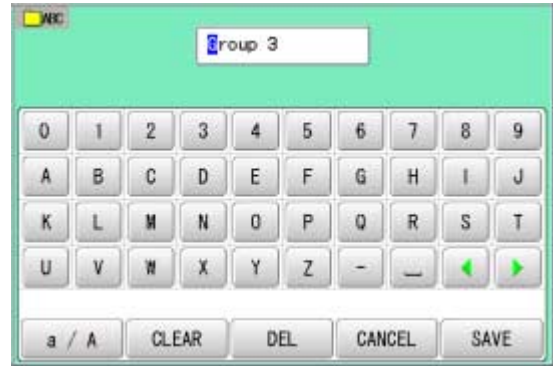 ABC
Group 3
0 1 2 3 4 5 6 7 8 9
A B C D E F G H I J
K L M N O P Q R S T
U V W X Y Z - _
a / A CLEAR DEL CANCEL SAVE